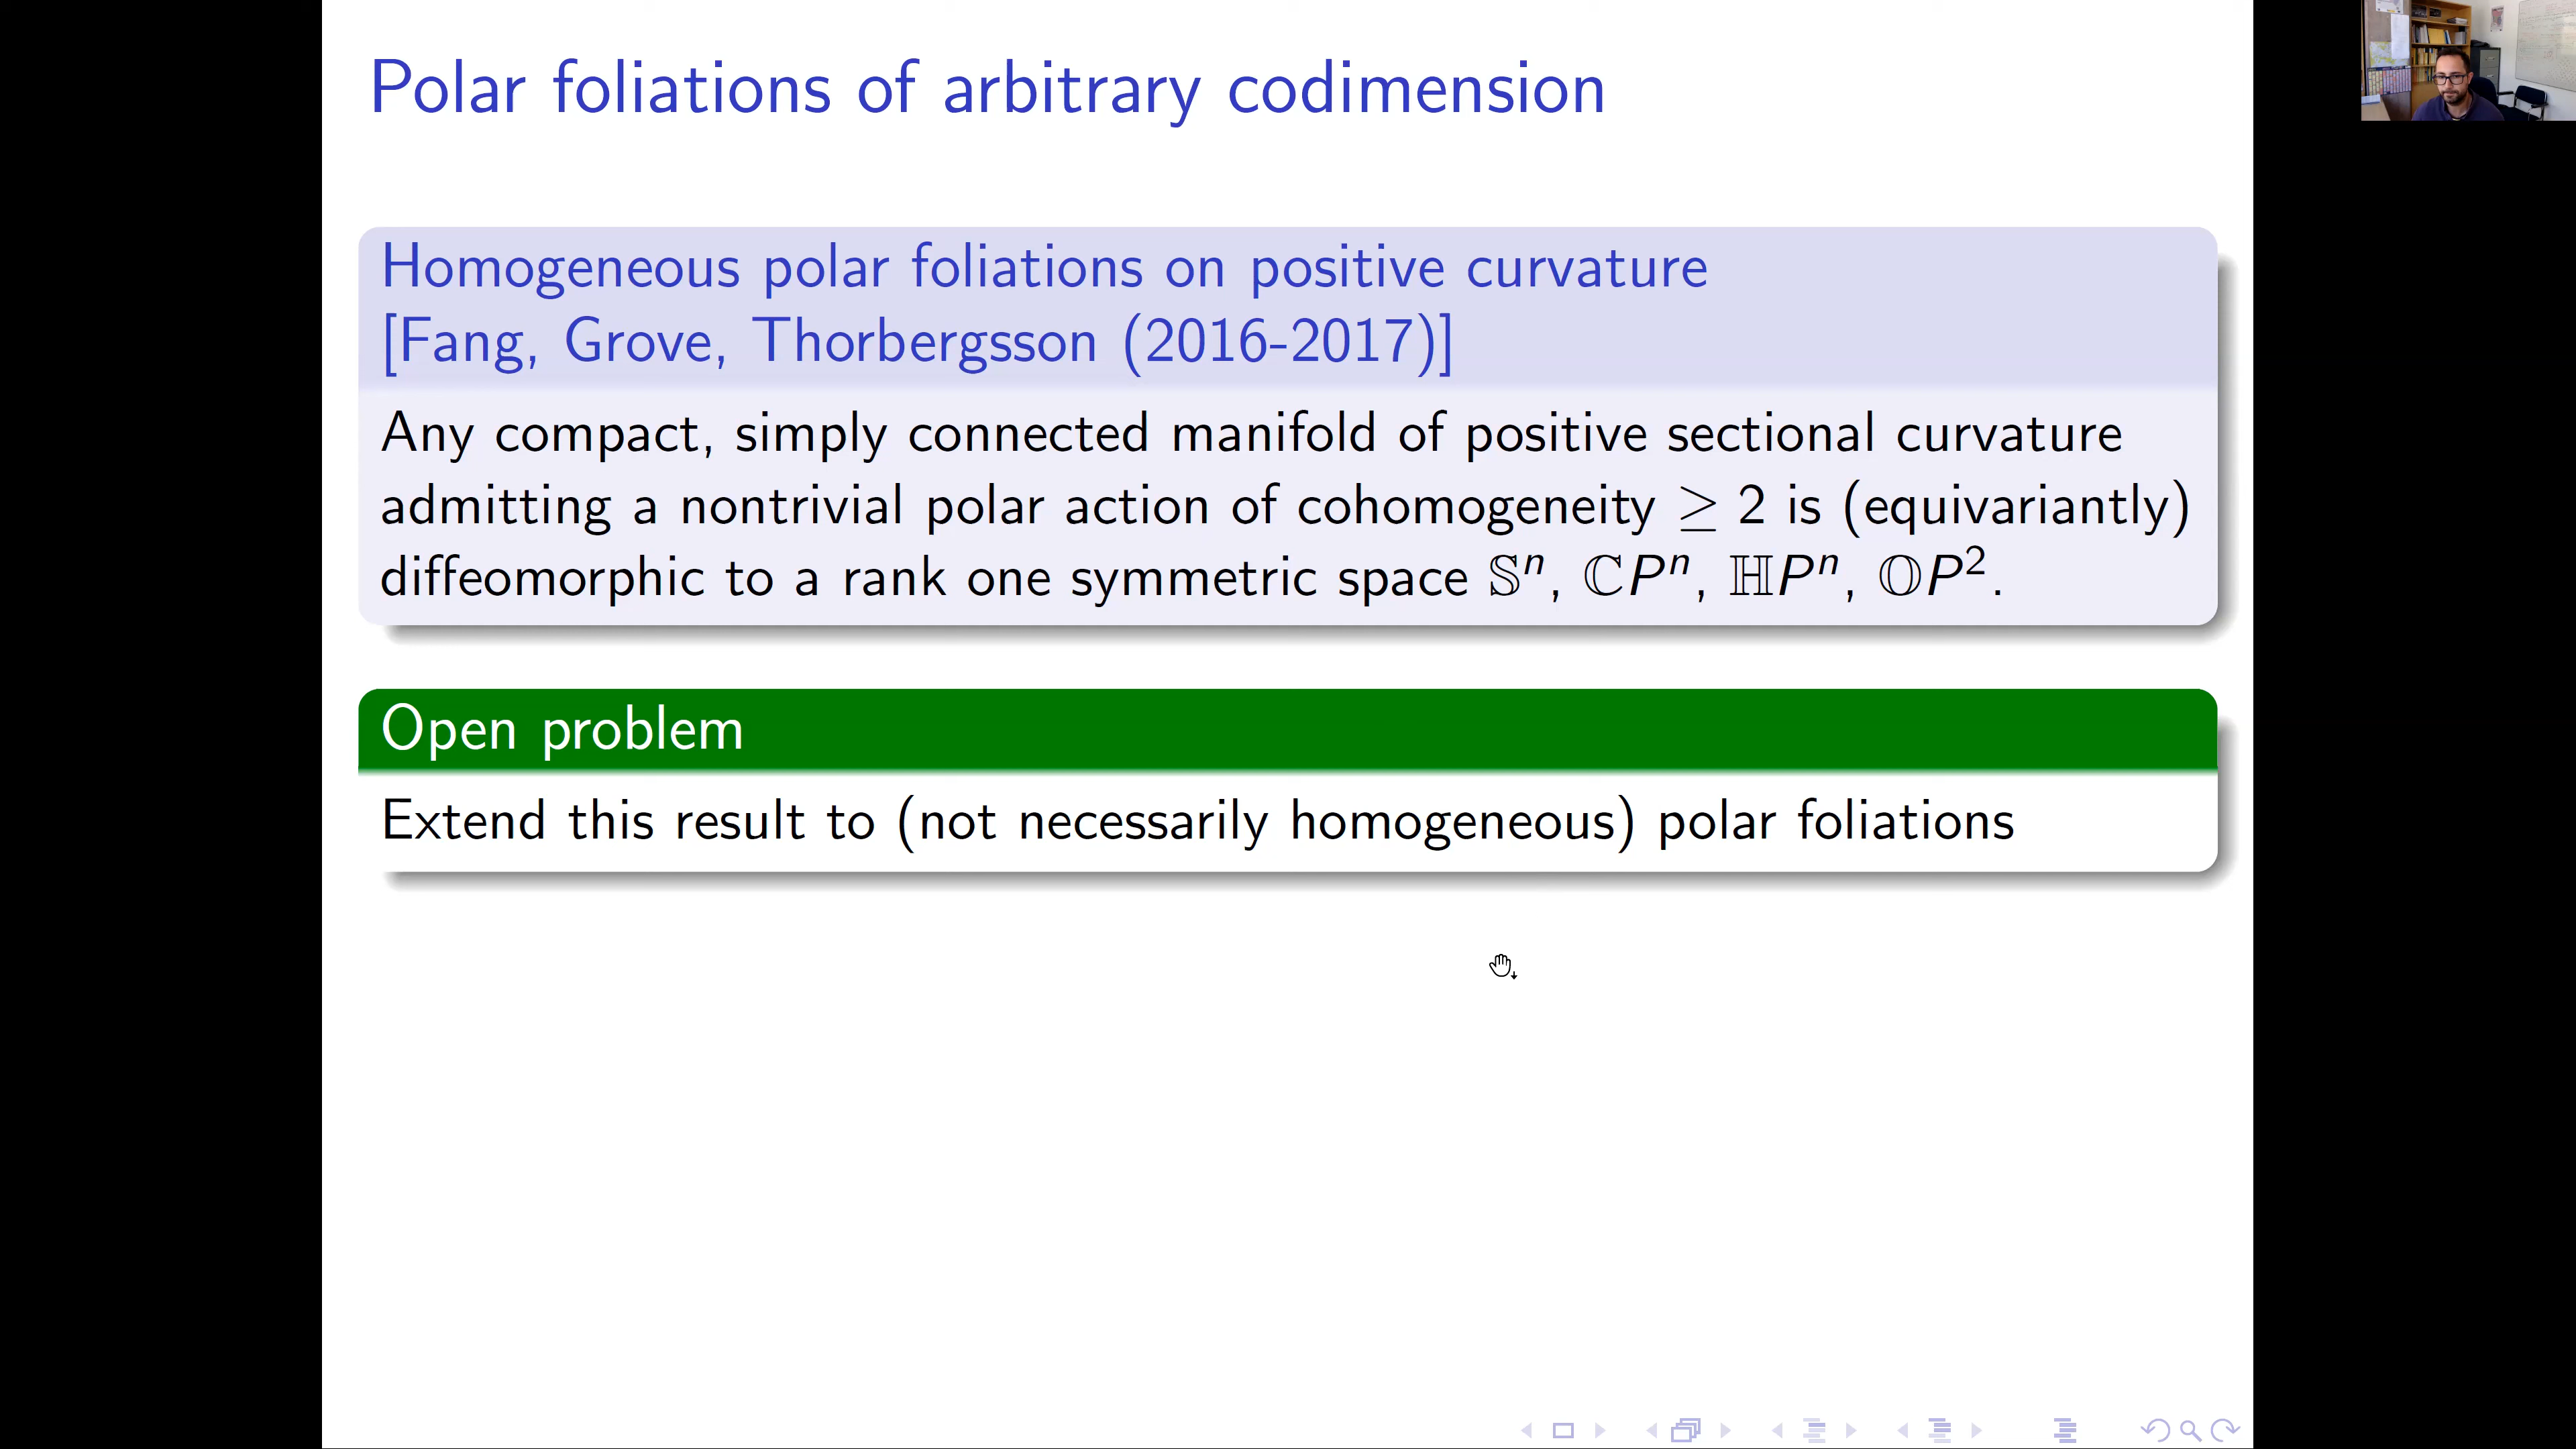 Polar foliations of arbitrary codimension
Homogeneous polar foliations on positive curvature
[Fang, Grove, Thorbergsson (2016-2017)]
Any compact, simply connected manifold of positive sectional curvature
admitting a nontrivial polar action of cohomogeneity ≥ 2 is (equivariantly)
diffeomorphic to a rank one symmetric space 𝕊ⁿ, ℂPⁿ, ℍPⁿ, 𝕆P².
Open problem
Extend this result to (not necessarily homogeneous) polar foliations